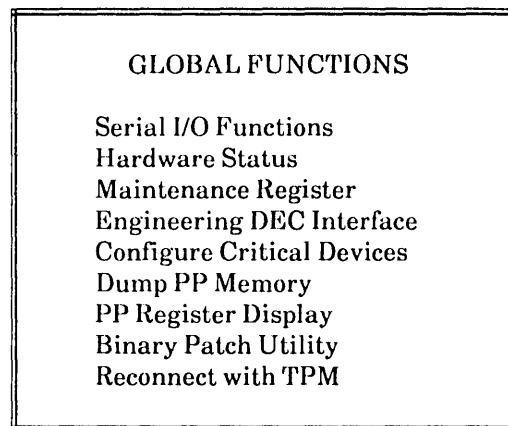 GLOBAL FUNCTIONS
Serial I/O Functions
Hardware Status
Maintenance Register
Engineering DEC Interface
Configure Critical Devices
Dump PP Memory
PP Register Display
Binary Patch Utility
Reconnect with TPM